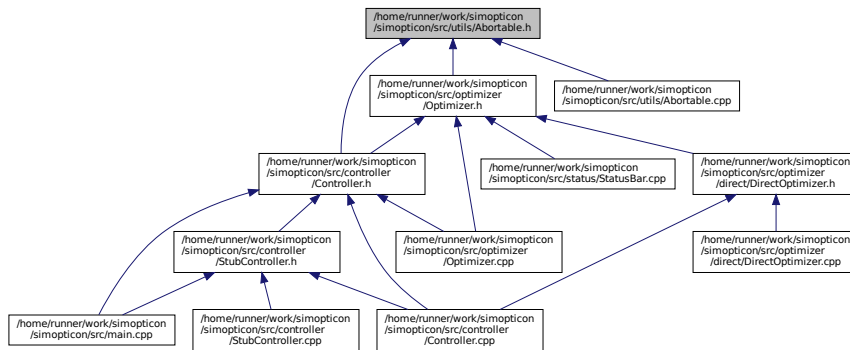 /home/runner/work/simopticon
/simopticon/src/utils/Abortable.h
/home/runner/work/simopticon
/simopticon/src/optimizer
/Optimizer.h
/home/runner/work/simopticon
/simopticon/src/utils/Abortable.cpp
/home/runner/work/simopticon
/simopticon/src/controller
/Controller.h
/home/runner/work/simopticon
/simopticon/src/status/StatusBar.cpp
/home/runner/work/simopticon
/simopticon/src/optimizer
/direct/DirectOptimizer.h
/home/runner/work/simopticon
/simopticon/src/controller
/StubController.h
/home/runner/work/simopticon
/simopticon/src/optimizer
/Optimizer.cpp
/home/runner/work/simopticon
/simopticon/src/optimizer
/direct/DirectOptimizer.cpp
/home/runner/work/simopticon
/simopticon/src/main.cpp
/home/runner/work/simopticon
/simopticon/src/controller
/StubController.cpp
/home/runner/work/simopticon
/simopticon/src/controller
/Controller.cpp